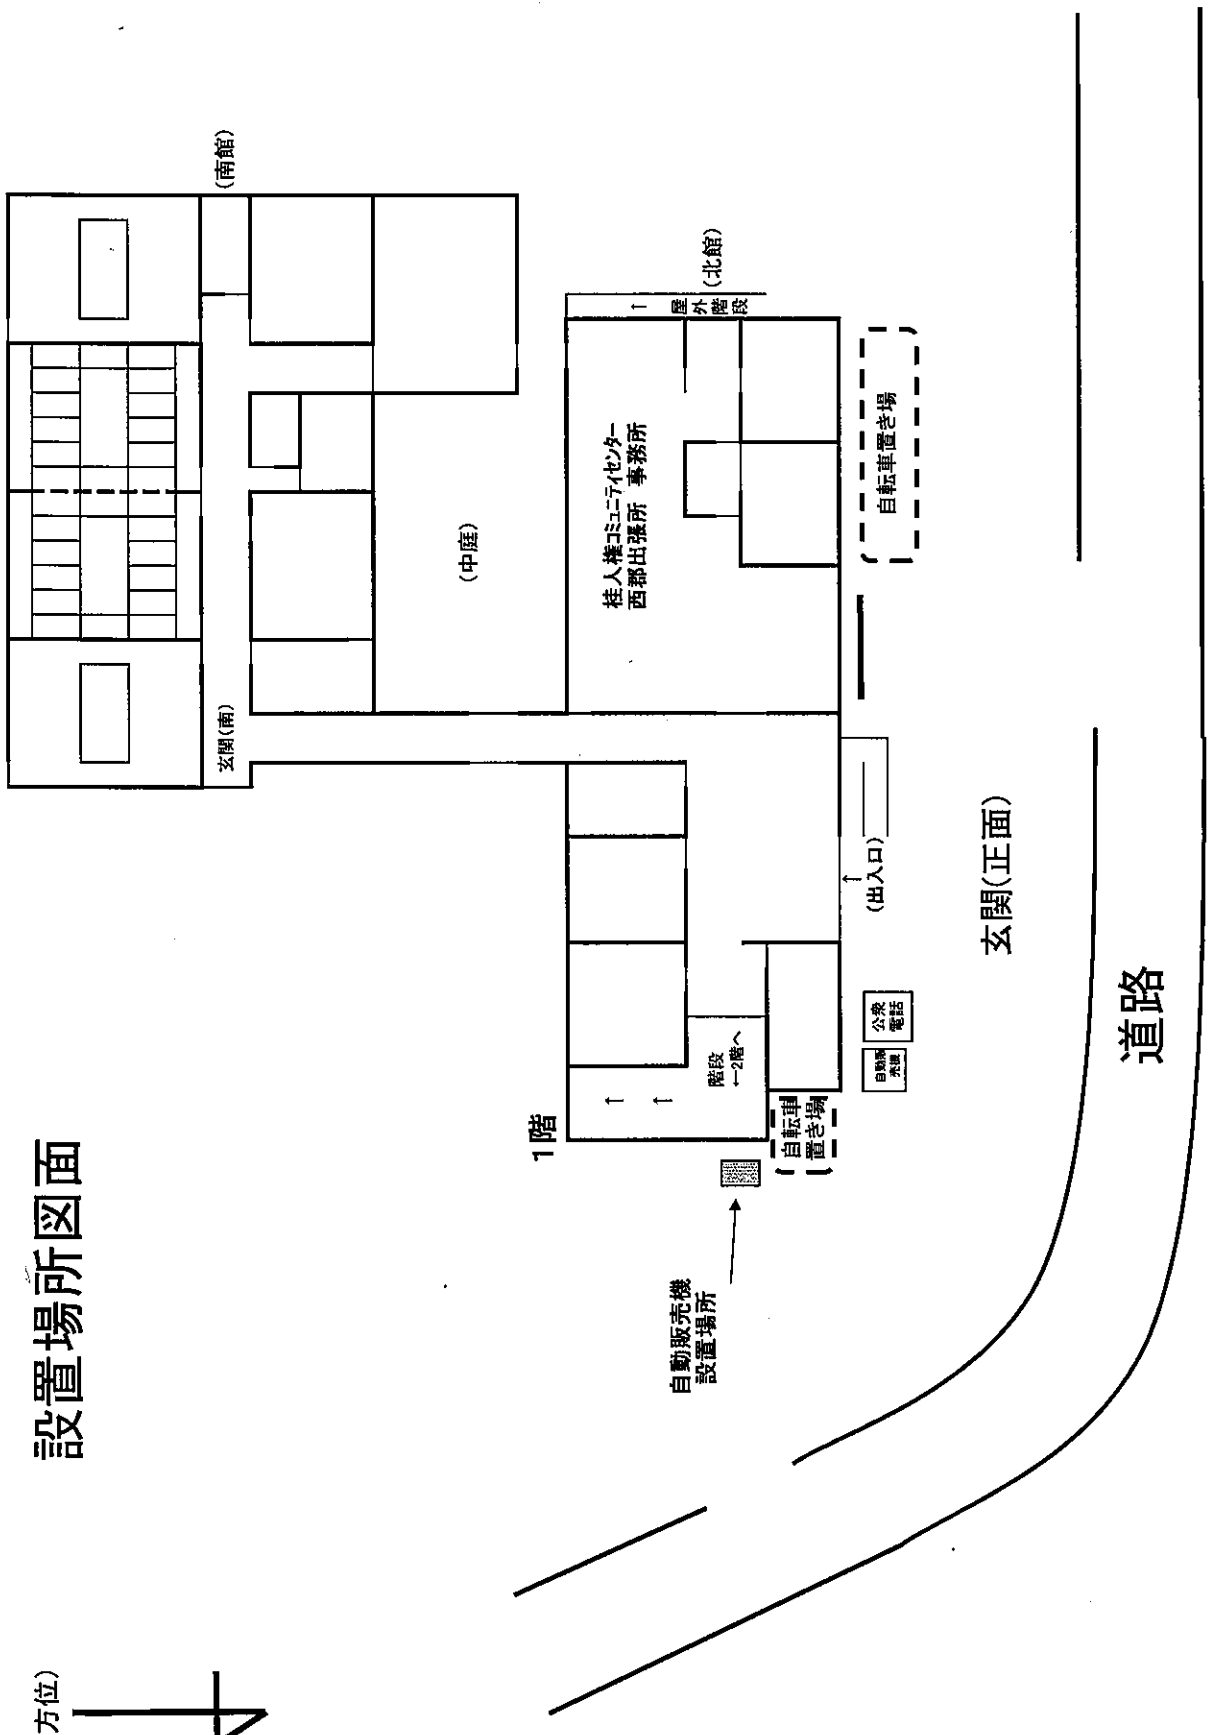 方位)
設置場所図面
玄関(南)
(南館)
(中庭)
1階
桂人権コミュニティセンター
西郡出張所 事務所
自動販売機
設置場所
階段
←2階へ
屋外階段
(北館)
自転車
置き場
自動販
売機
公衆
電話
(出入口)
自転車置き場
玄関(正面)
道路